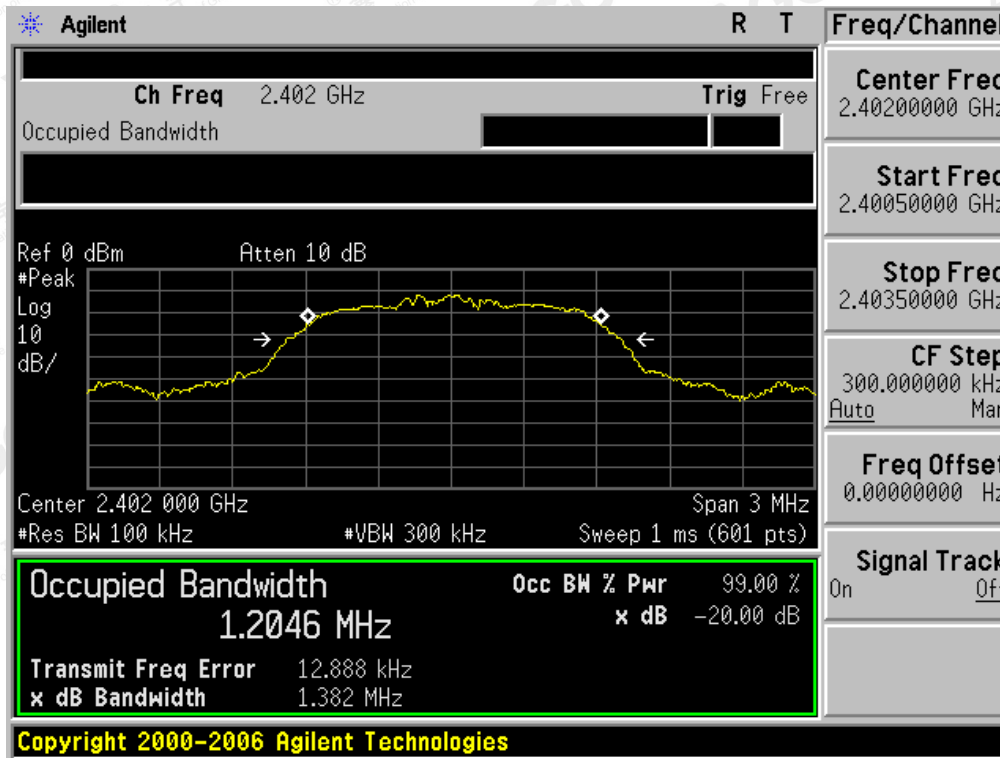 Agilent R T
Freq/Channel
Ch Freq 2.402 GHz Trig Free
Occupied Bandwidth
Center Freq
2.40200000 GHz
Start Freq
2.40050000 GHz
Stop Freq
2.40350000 GHz
CF Step
300.000000 kHz
Auto Man
Freq Offset
0.00000000 Hz
Signal Track
On Off
Ref 0 dBm Atten 10 dB
#Peak
Log
10
dB/
Center 2.402 000 GHz Span 3 MHz
#Res BW 100 kHz #VBW 300 kHz Sweep 1 ms (601 pts)
Occupied Bandwidth Occ BW % Pwr 99.00 %
1.2046 MHz x dB -20.00 dB
Transmit Freq Error 12.888 kHz
x dB Bandwidth 1.382 MHz
Copyright 2000-2006 Agilent Technologies